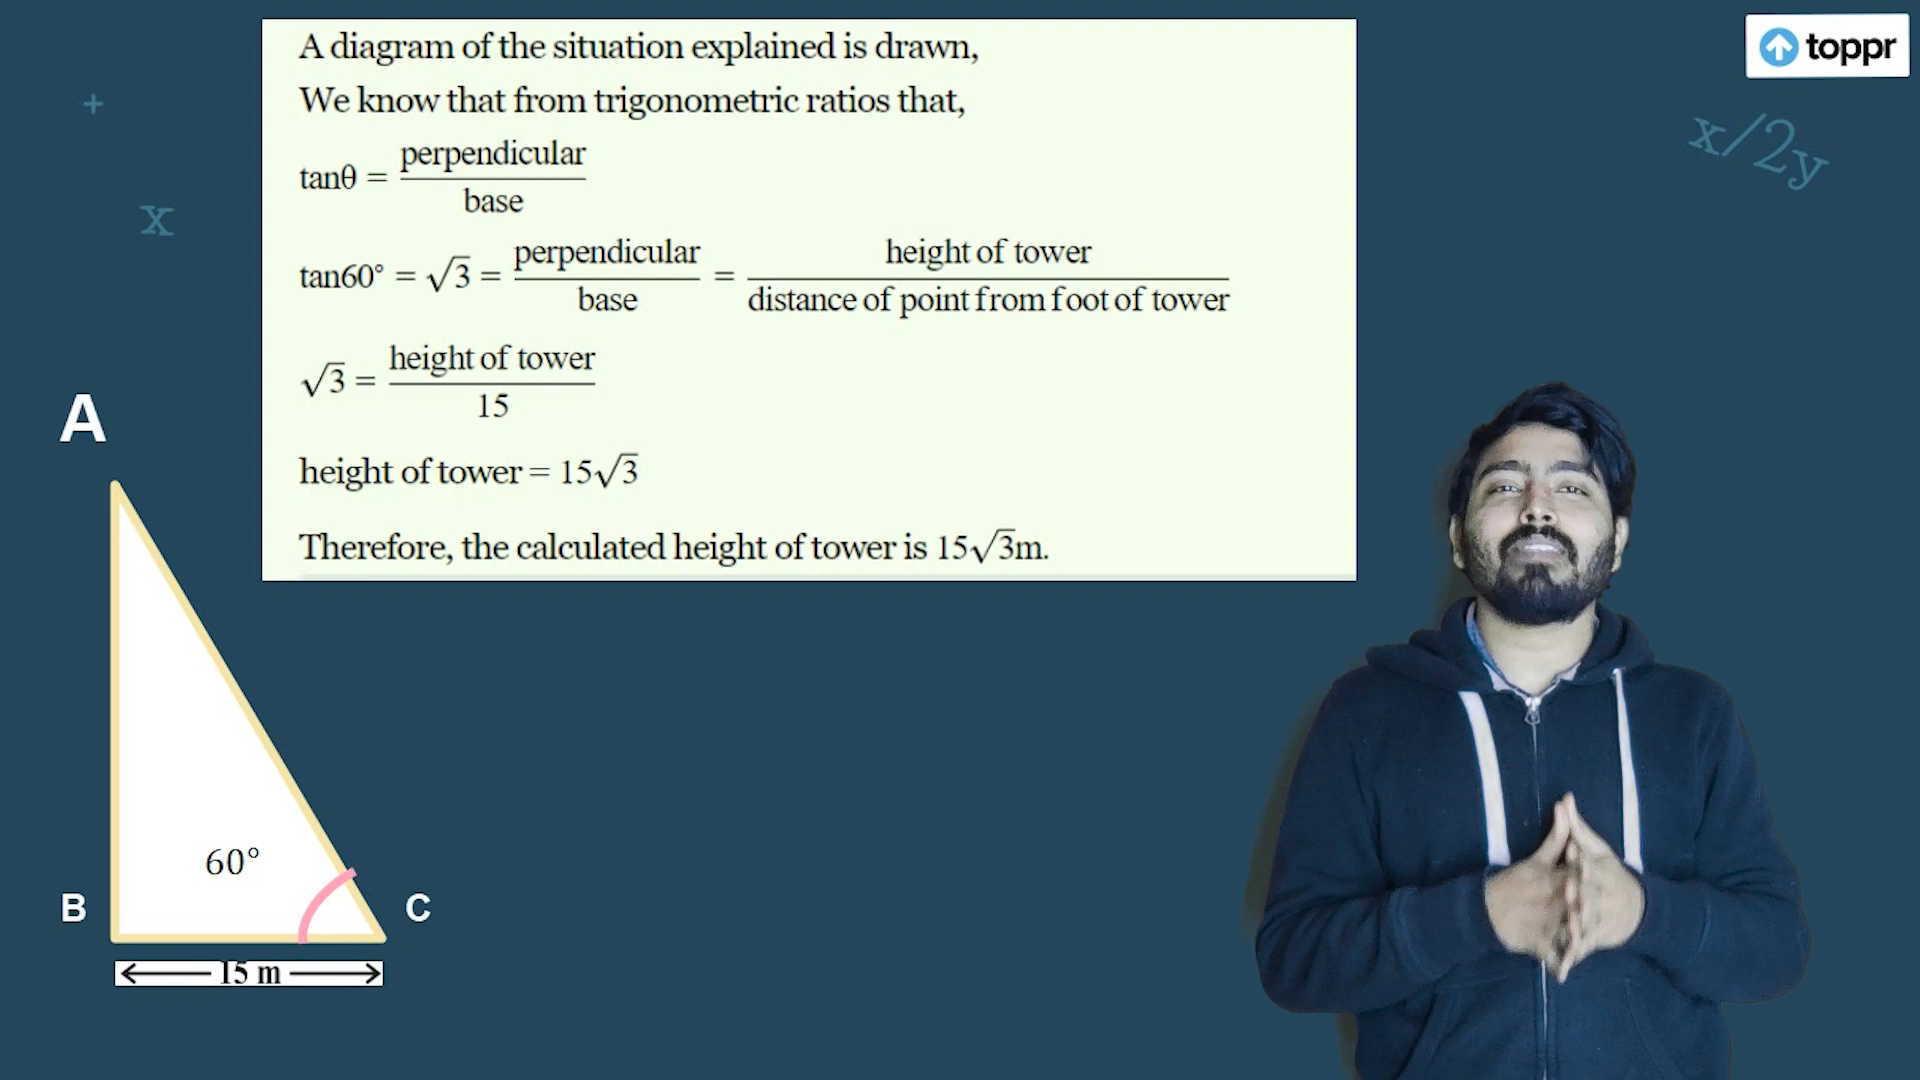 A diagram of the situation explained is drawn,
We know that from trigonometric ratios that,
tanθ = perpendicular / base
tan60° = √3 = perpendicular / base = height of tower / distance of point from foot of tower
√3 = height of tower / 15
height of tower = 15√3
Therefore, the calculated height of tower is 15√3m.
toppr
+
x
x/2y
A
60°
B
C
15 m